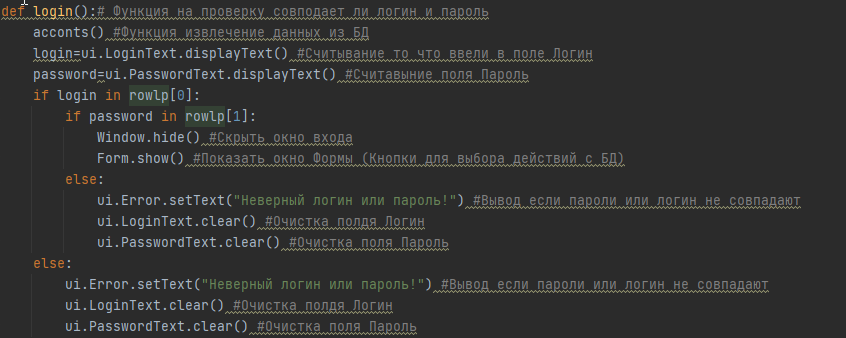 def login():# Функция на проверку совподает ли логин и пароль
    acconts() #Функция извлечение данных из БД
    login=ui.LoginText.displayText() #Считывание то что ввели в поле Логин
    password=ui.PasswordText.displayText() #Считавыние поля Пароль
    if login in rowlp[0]:
        if password in rowlp[1]:
            Window.hide() #Скрыть окно входа
            Form.show() #Показать окно Формы (Кнопки для выбора действий с БД)
        else:
            ui.Error.setText("Неверный логин или пароль!") #Вывод если пароли или логин не совпадают
            ui.LoginText.clear() #Очистка полдя Логин
            ui.PasswordText.clear() #Очистка поля Пароль
    else:
        ui.Error.setText("Неверный логин или пароль!") #Вывод если пароли или логин не совпадают
        ui.LoginText.clear() #Очистка полдя Логин
        ui.PasswordText.clear() #Очистка поля Пароль